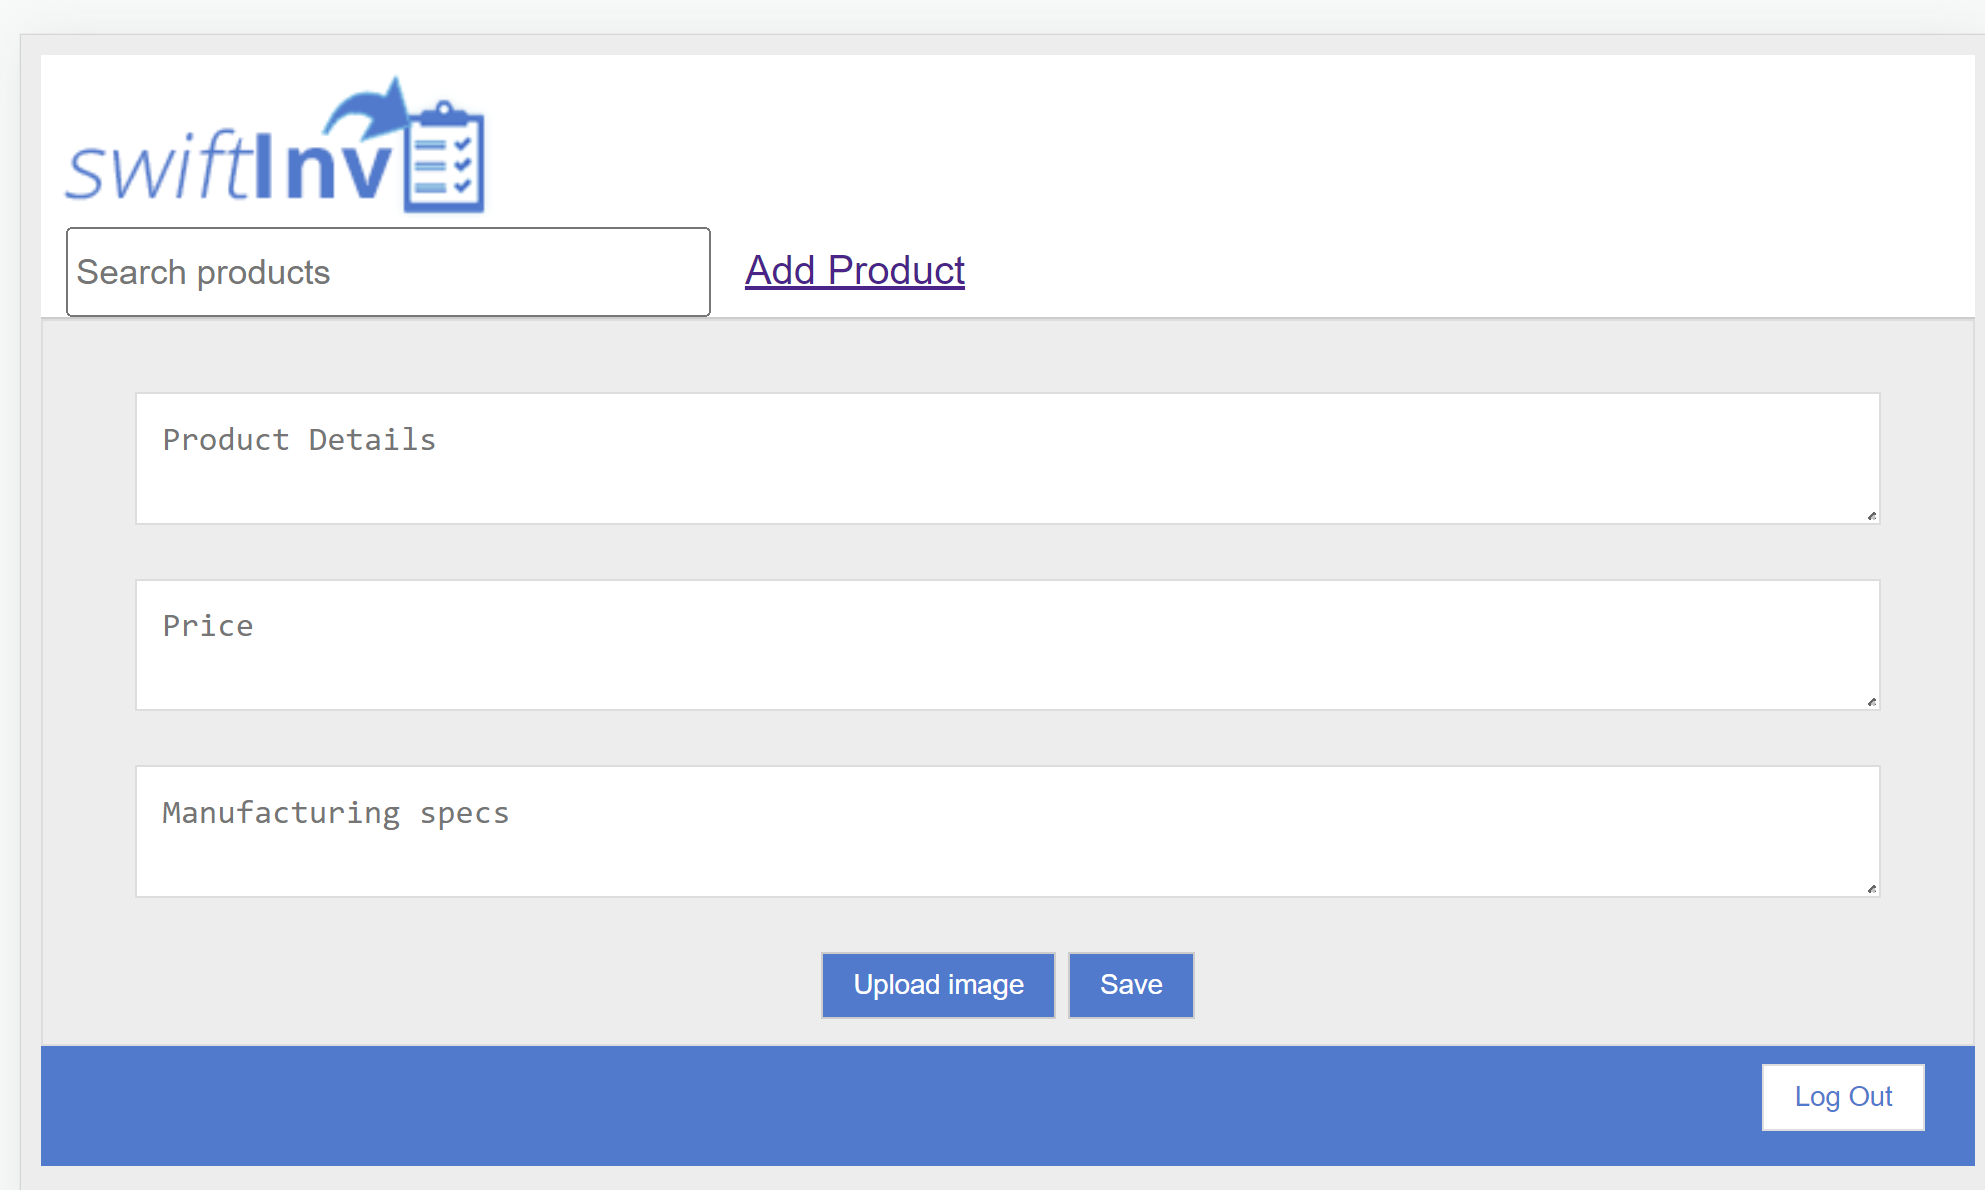 swiftInv
Search products
Add Product
Product Details
Price
Manufacturing specs
Upload image
Save
Log Out